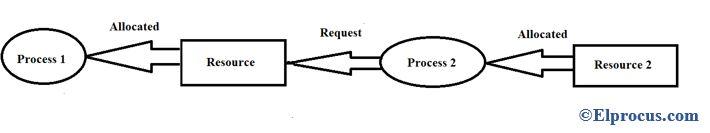 Allocated
Request
Allocated
Process 1
Resource
Process 2
Resource 2
©Elprocus.com